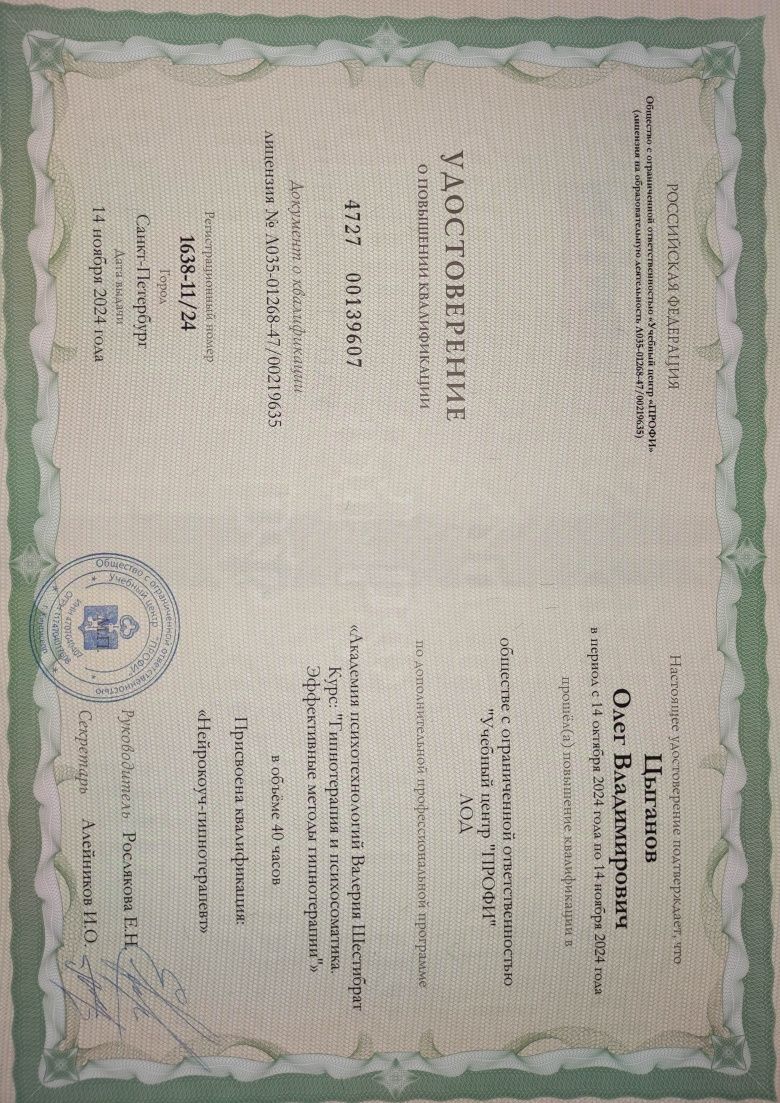 РОССИЙСКАЯ ФЕДЕРАЦИЯ
Общество с ограниченной ответственностью «Учебный центр «ПРОФИ»
(лицензия на образовательную деятельность Л035-01268-47/00219635)
УДОСТОВЕРЕНИЕ
О ПОВЫШЕНИИ КВАЛИФИКАЦИИ
4727 00139607
Документ о квалификации
лицензия № Л035-01268-47/00219635
Регистрационный номер
1638-11/24
Город
Санкт-Петербург
Дата выдачи
14 ноября 2024 года
Настоящее удостоверение подтверждает, что
Цыганов
Олег Владимирович
в период с 14 октября 2024 года по 14 ноября 2024 года
прошёл(а) повышение квалификации в
обществе с ограниченной ответственностью
"Учебный центр "ПРОФИ"
ЛОД
по дополнительной профессиональной программе
«Академия психотехнологий Валерия Шестибрат
Курс: "Гипнотерапия и психосоматика.
Эффективные методы гипнотерапии"»
в объёме 40 часов
Присвоена квалификация:
«Нейрокоуч-гипнотерапевт»
Руководитель Рослякова Е.Н.
Секретарь Алейников И.О.
Общество с ограниченной ответственностью
Учебный центр "ПРОФИ"
М.П.